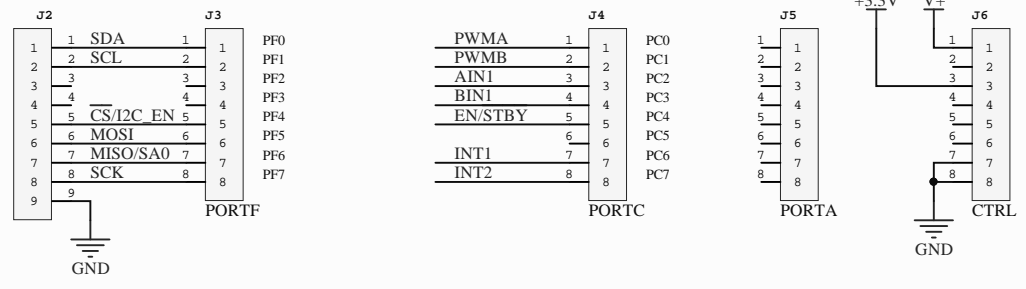 +3.3V V+
J2 J3 J4 J5 J6
1 1 SDA 1 1 PF0 PWMA 1 1 PC0 1 1 1 1
2 2 SCL 2 2 PF1 PWMB 2 2 PC1 2 2 2 2
3 3 3 3 PF2 AIN1 3 3 PC2 3 3 3 3
4 4 4 4 PF3 BIN1 4 4 PC3 4 4 4 4
5 5 CS/I2C_EN 5 5 PF4 EN/STBY 5 5 PC4 5 5 5 5
6 6 MOSI 6 6 PF5 6 6 PC5 6 6 6 6
7 7 MISO/SA0 7 7 PF6 INT1 7 7 PC6 7 7 7 7
8 8 SCK 8 8 PF7 INT2 8 8 PC7 8 8 8 8
9 9
PORTF PORTC PORTA CTRL
GND GND